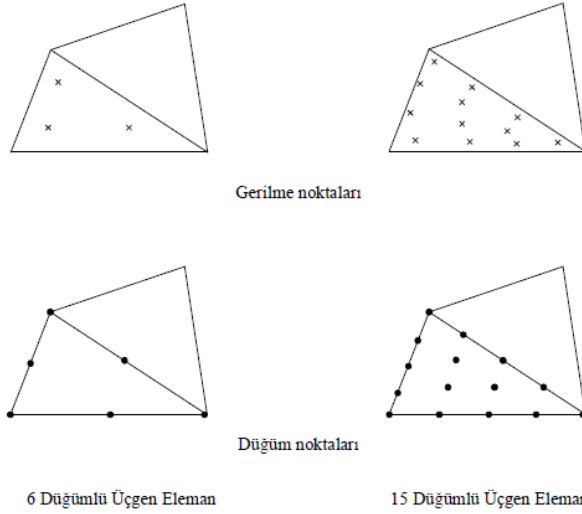 Gerilme noktaları
Düğüm noktaları
6 Düğümlü Üçgen Eleman
15 Düğümlü Üçgen Eleman